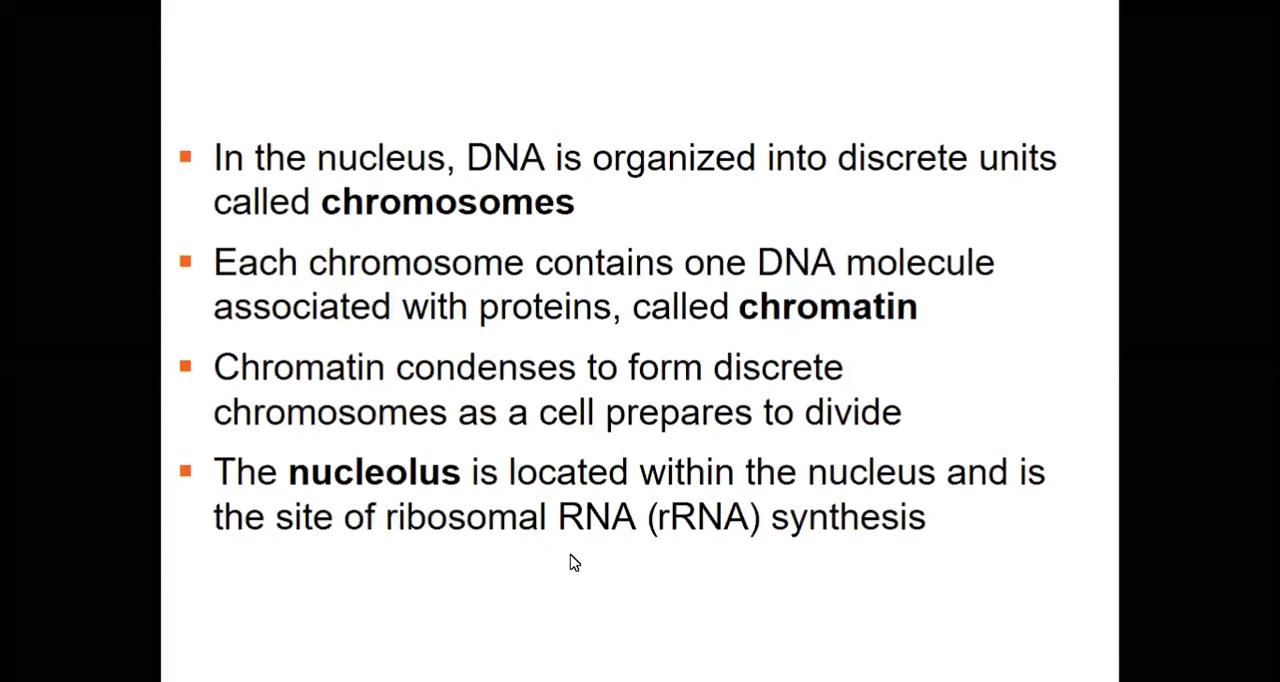 In the nucleus, DNA is organized into discrete units
called chromosomes
Each chromosome contains one DNA molecule
associated with proteins, called chromatin
Chromatin condenses to form discrete
chromosomes as a cell prepares to divide
The nucleolus is located within the nucleus and is
the site of ribosomal RNA (rRNA) synthesis